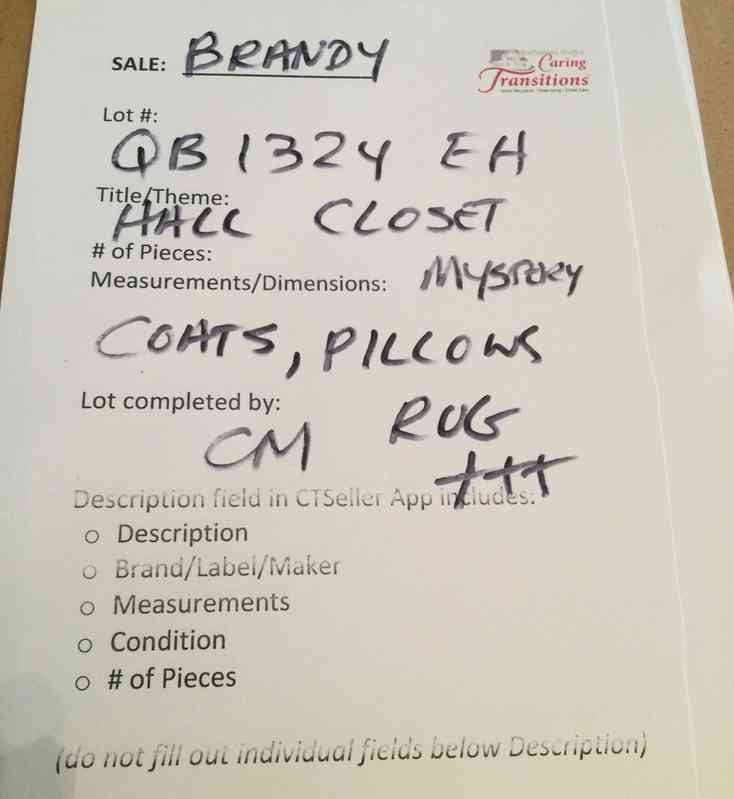 SALE: BRANDY
Caring
Transitions
Lot #:
QB 1324 EH
Title/Theme:
HALL CLOSET
# of Pieces:
Measurements/Dimensions: MYSTERY
COATS, PILLOWS
Lot completed by: RUG
CM +++
Description field in CTSeller App includes:
○ Description
○ Brand/Label/Maker
○ Measurements
○ Condition
○ # of Pieces
(do not fill out individual fields below Description)